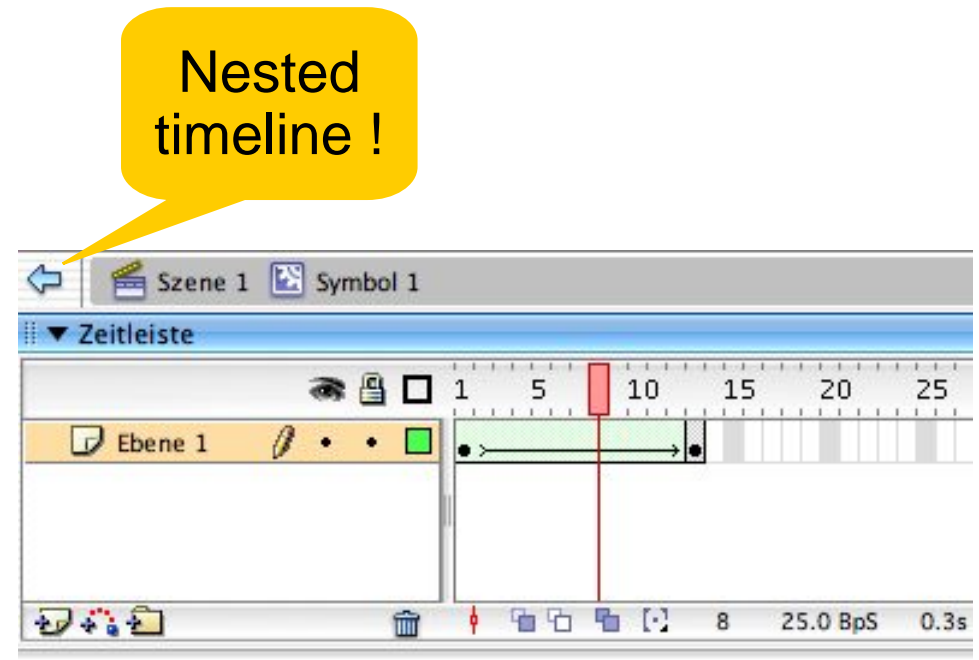 Nested
timeline !
Szene 1 Symbol 1
Zeitleiste
1 5 10 15 20 25
Ebene 1
8 25.0 BpS 0.3s